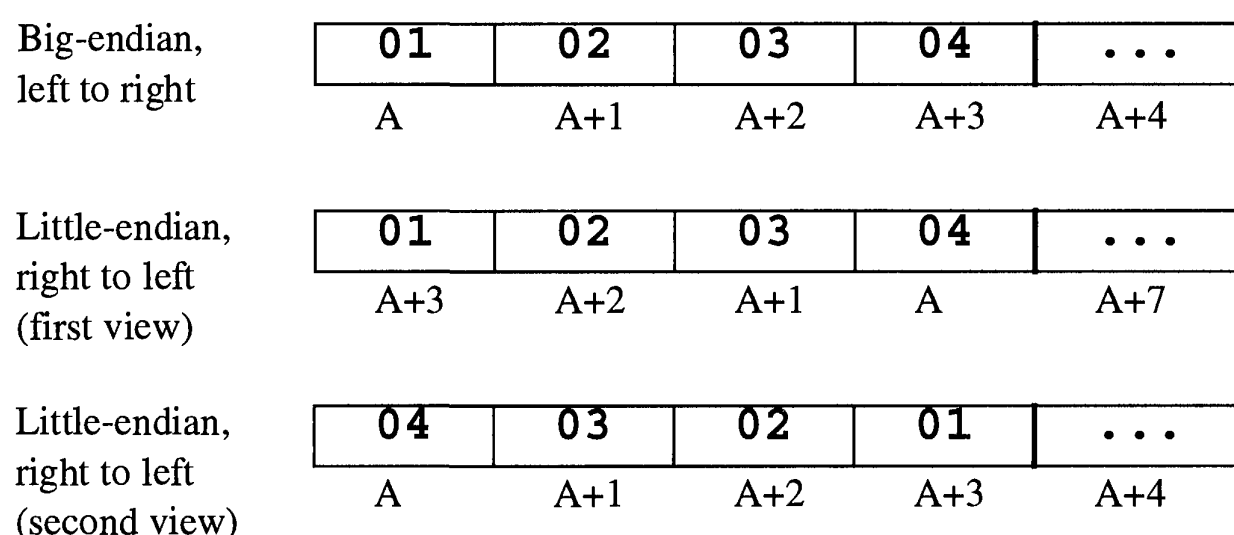 Big-endian,
left to right
01 02 03 04 ...
A A+1 A+2 A+3 A+4
Little-endian,
right to left
(first view)
01 02 03 04 ...
A+3 A+2 A+1 A A+7
Little-endian,
right to left
(second view)
04 03 02 01 ...
A A+1 A+2 A+3 A+4